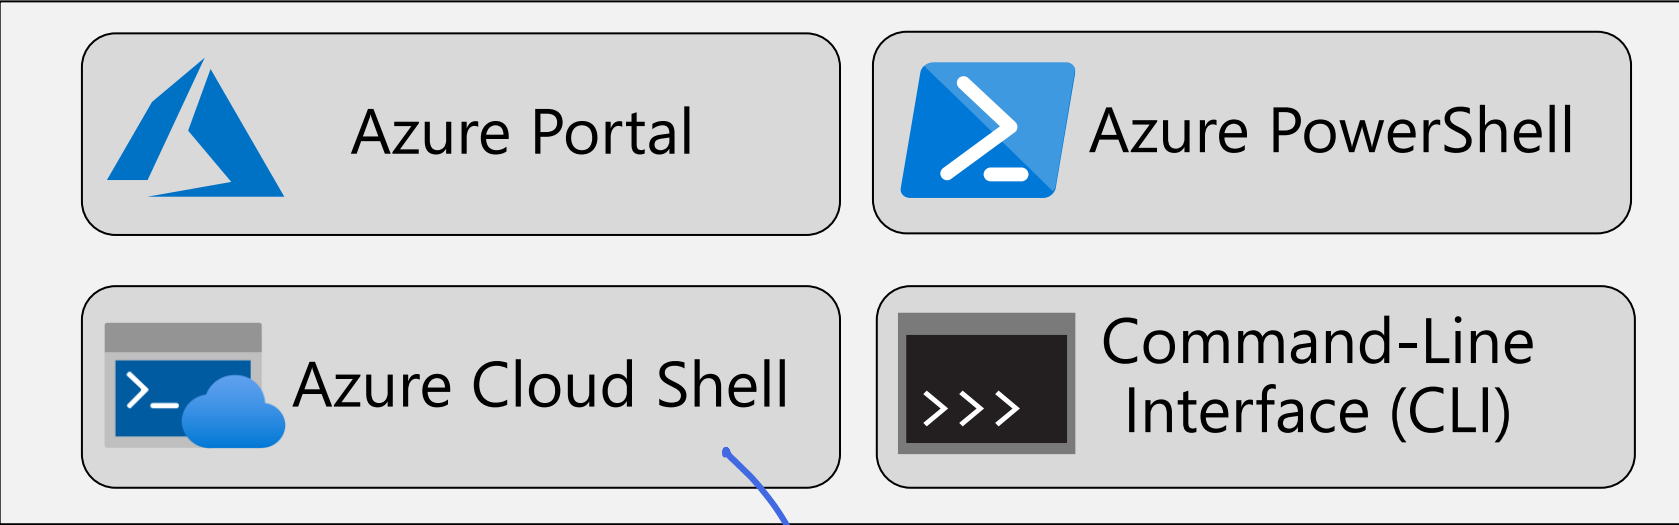 Azure Portal
Azure PowerShell
Azure Cloud Shell
Command-Line
Interface (CLI)